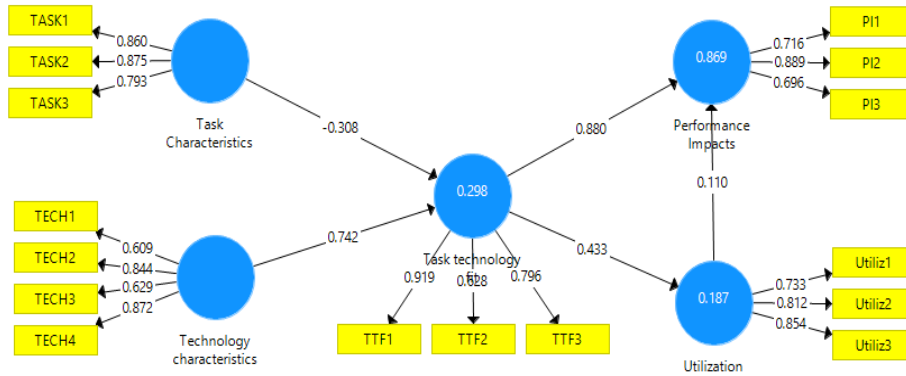 TASK1
TASK2
TASK3
0.860
0.875
0.793
Task
Characteristics
-0.308
TECH1
TECH2
TECH3
TECH4
0.609
0.844
0.629
0.872
Technology
characteristics
0.742
0.298
Task technology
fit
0.919
0.628
0.796
TTF1
TTF2
TTF3
0.880
0.433
0.869
Performance
Impacts
0.716
0.889
0.696
PI1
PI2
PI3
0.110
0.187
Utilization
0.733
0.812
0.854
Utiliz1
Utiliz2
Utiliz3